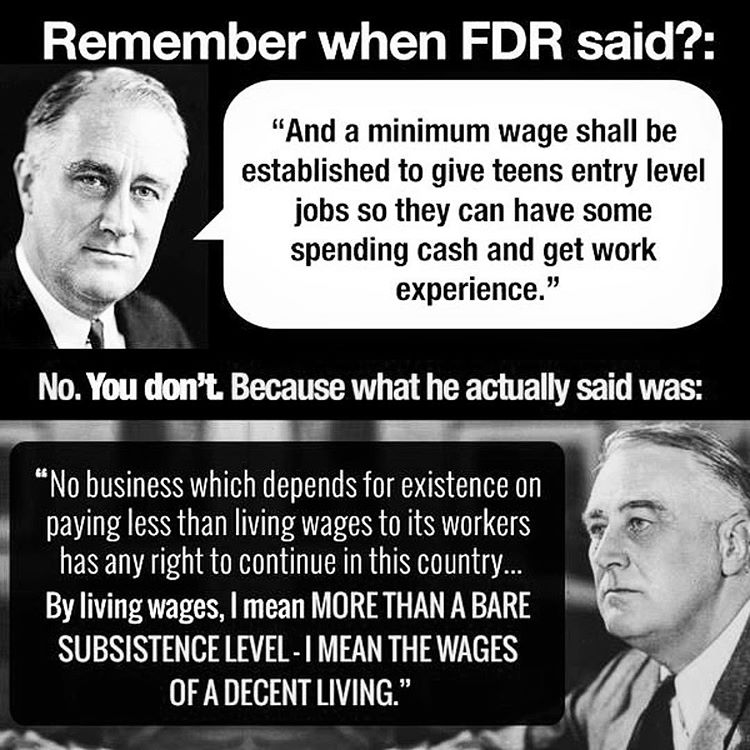 Remember when FDR said?:
“And a minimum wage shall be
established to give teens entry level
jobs so they can have some
spending cash and get work
experience.”
No. You don't. Because what he actually said was:
“No business which depends for existence on
paying less than living wages to its workers
has any right to continue in this country...
By living wages, I mean MORE THAN A BARE
SUBSISTENCE LEVEL - I MEAN THE WAGES
OF A DECENT LIVING.”